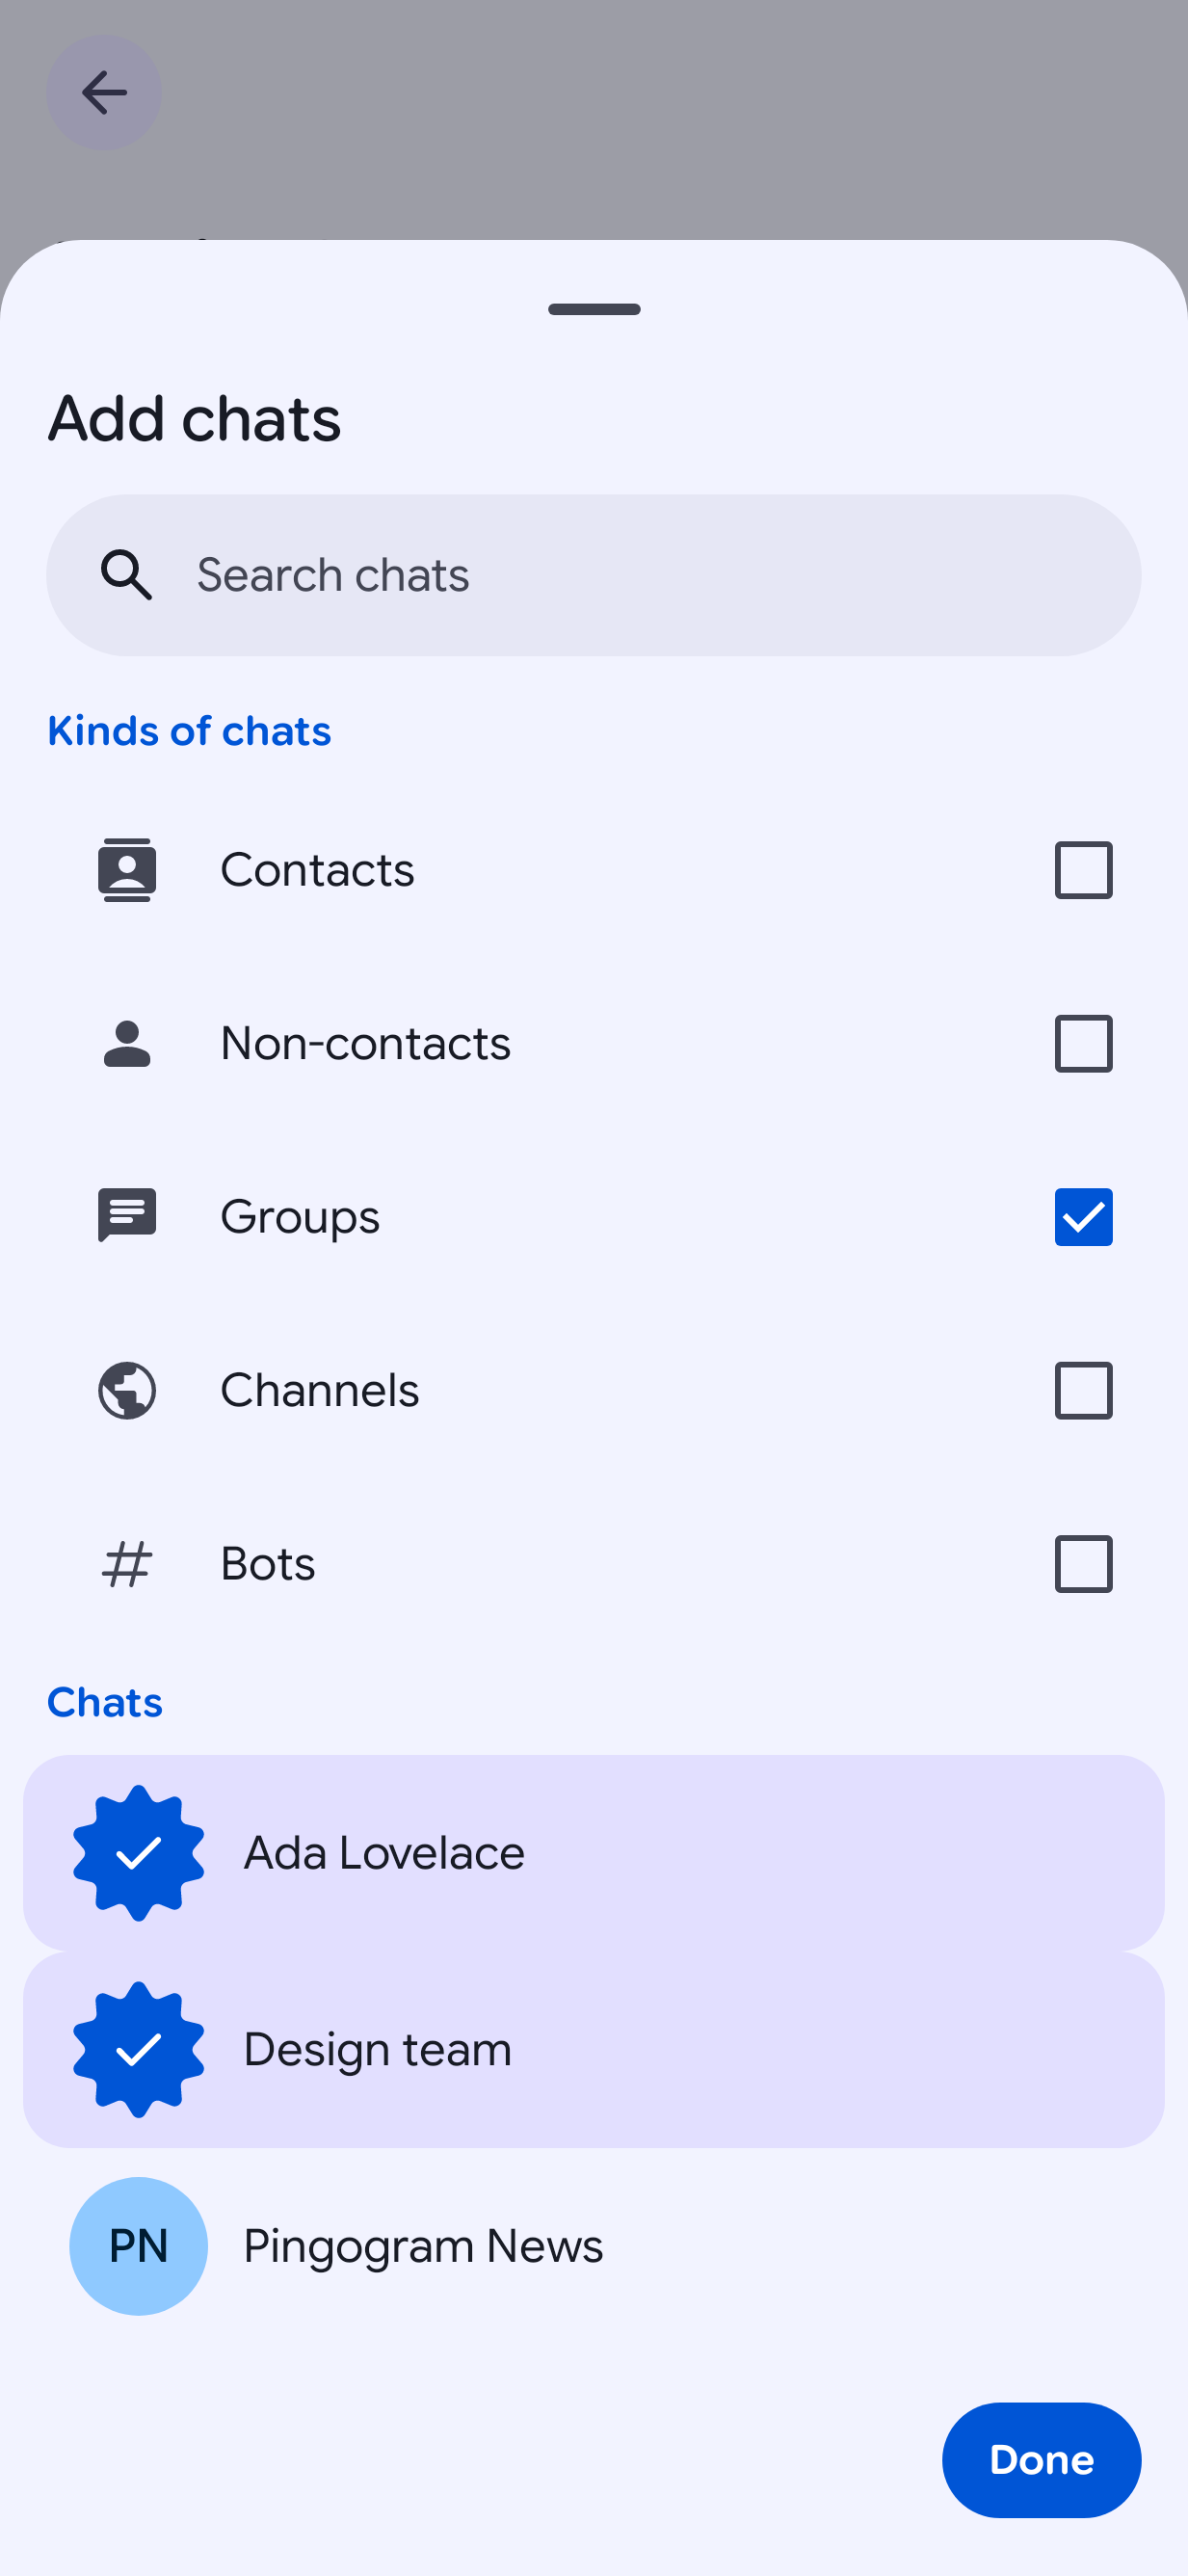 Add chats
Search chats
Kinds of chats
Contacts
Non-contacts
Groups
Channels
Bots
Chats
Ada Lovelace
Design team
PN
Pingogram News
Done